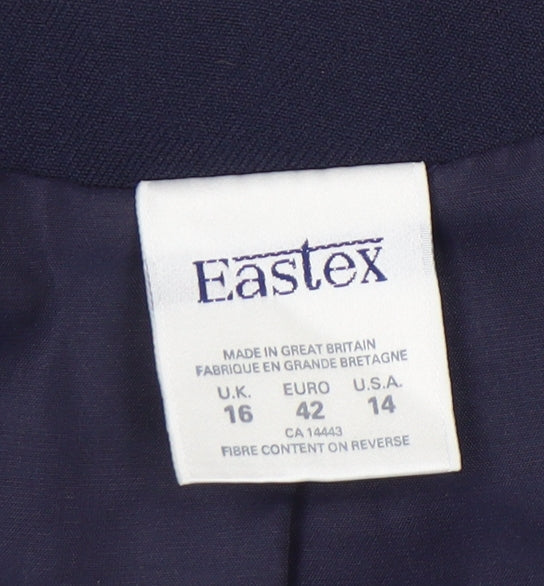 Eastex
MADE IN GREAT BRITAIN
FABRIQUE EN GRANDE BRETAGNE
U.K. EURO U.S.A.
16 42 14
CA 14443
FIBRE CONTENT ON REVERSE